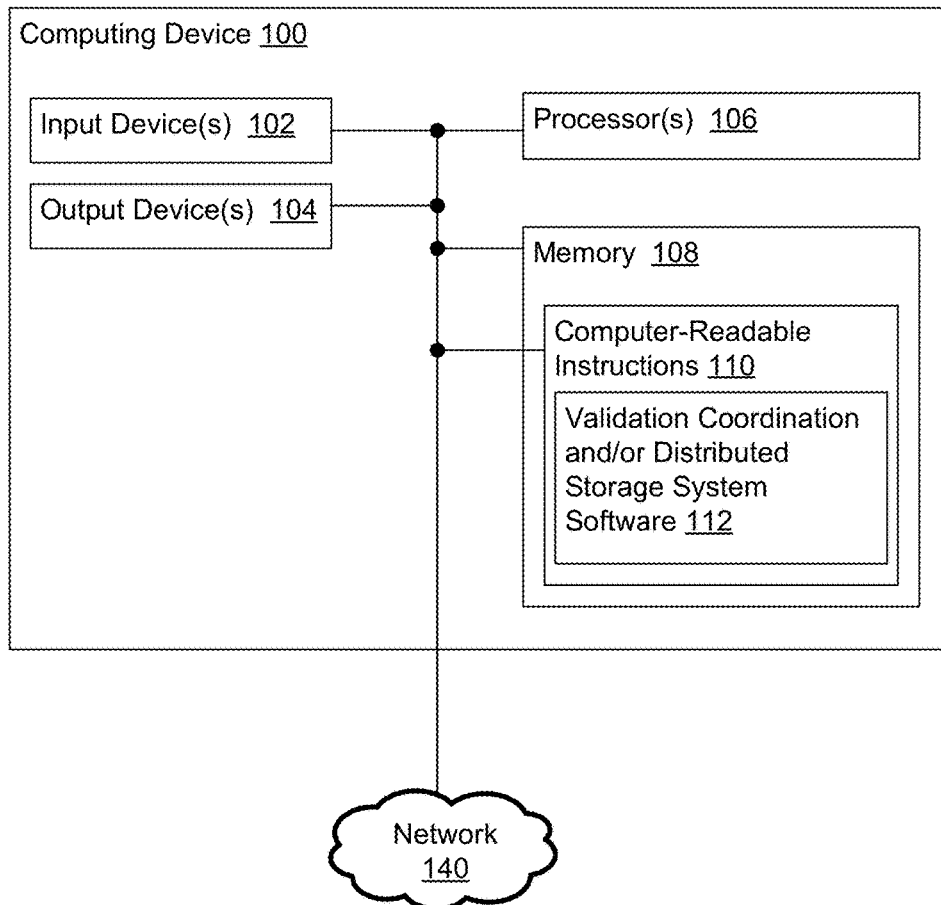 Computing Device 100
Input Device(s) 102
Output Device(s) 104
Processor(s) 106
Memory 108
Computer-Readable
Instructions 110
Validation Coordination
and/or Distributed
Storage System
Software 112
Network
140